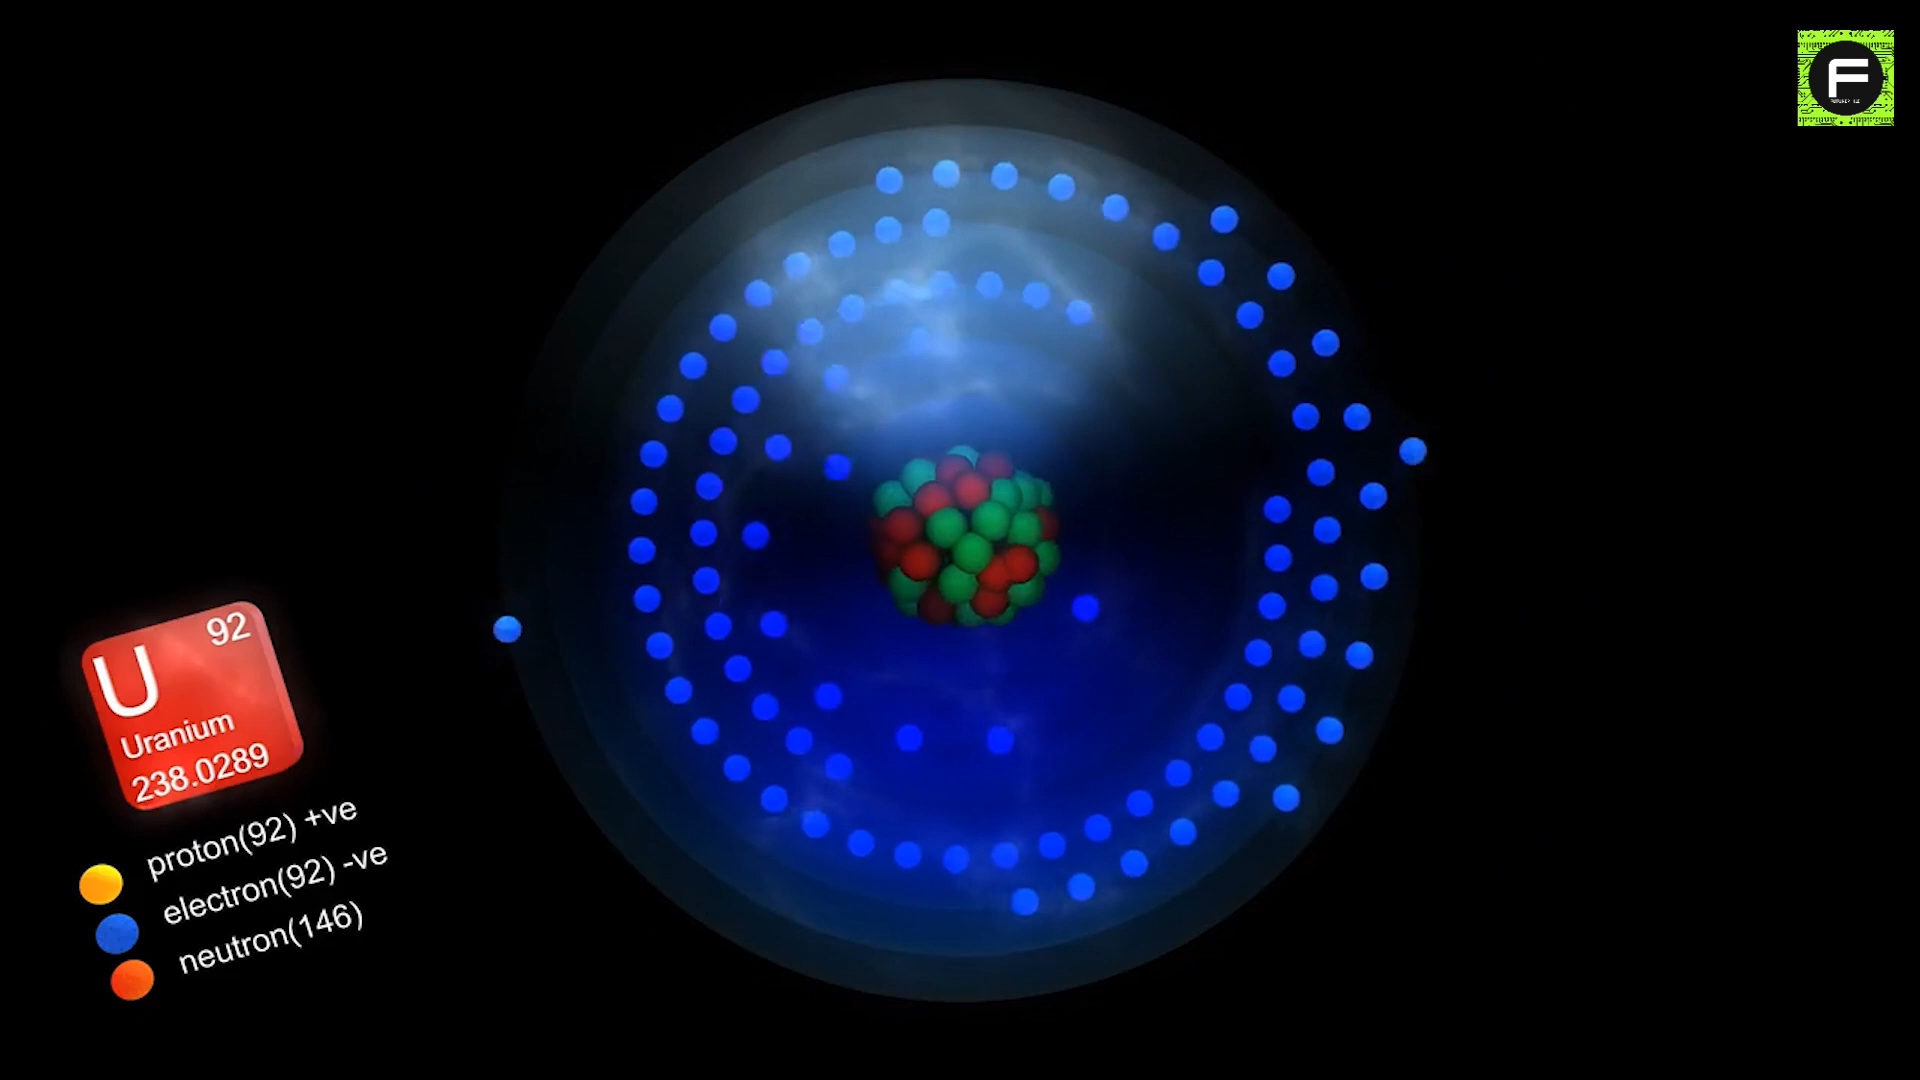 F
92
U
Uranium
238.0289
proton(92) +ve
electron(92) -ve
neutron(146)